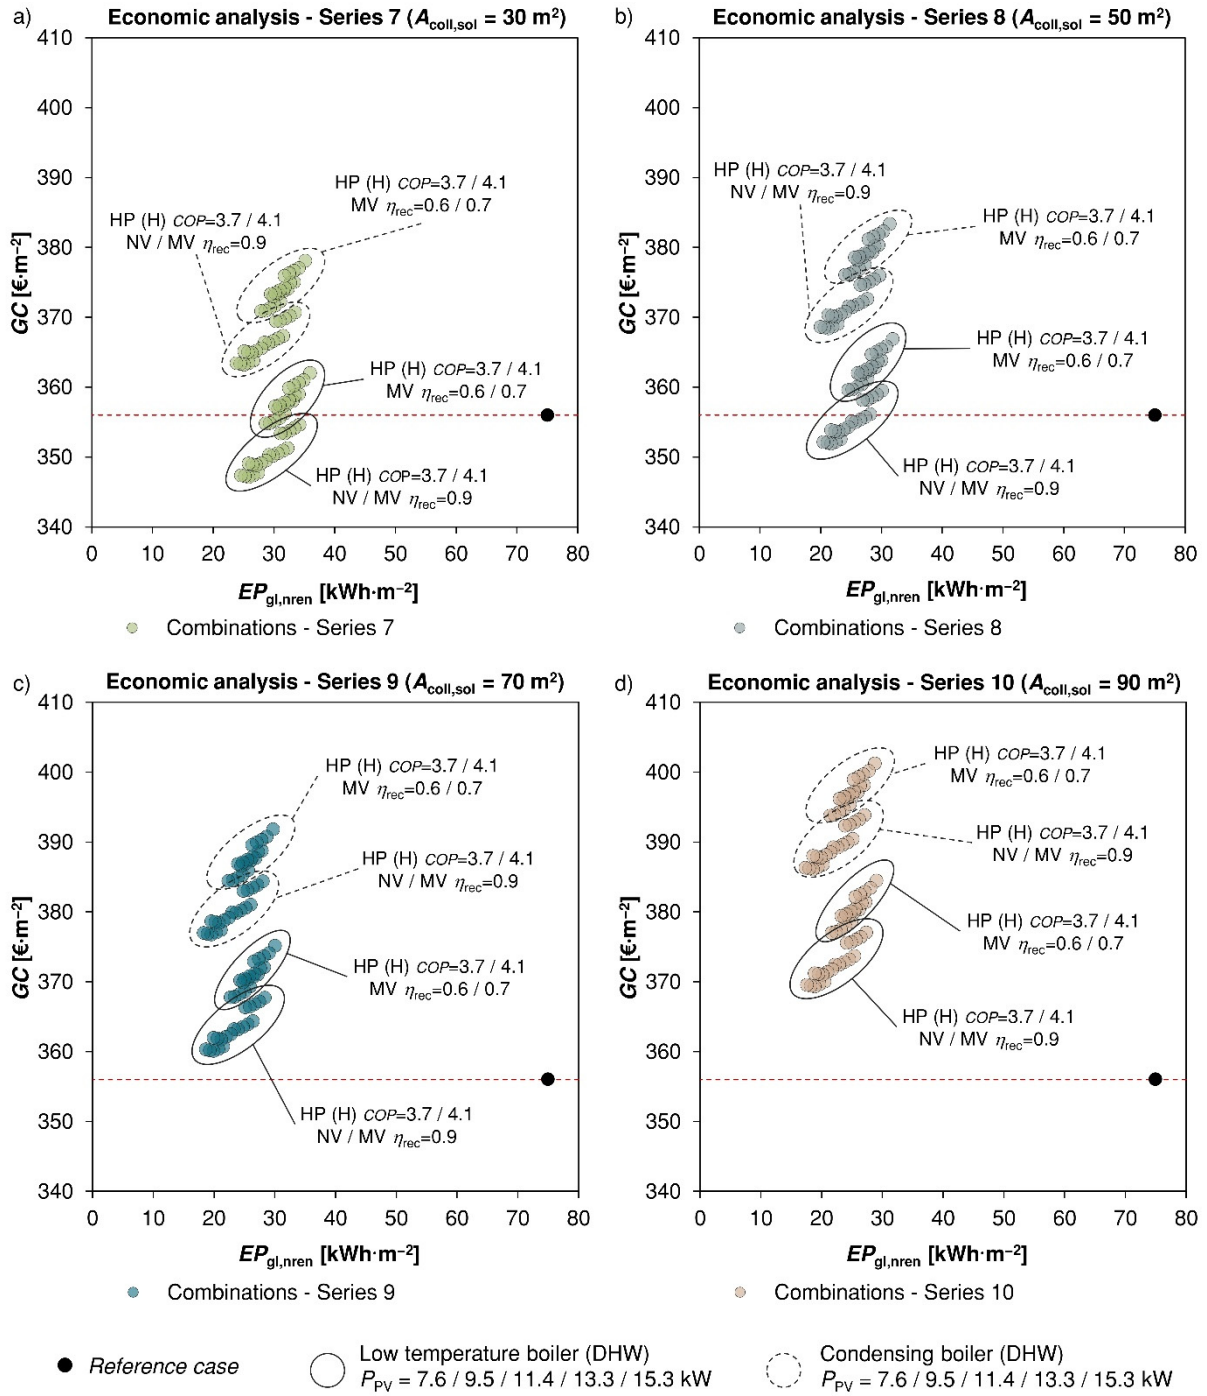 a) Economic analysis - Series 7 (Acoll,sol = 30 m²)
410
400
390
380
370
360
350
340
GC [€·m⁻²]
HP (H) COP=3.7 / 4.1
MV ηrec=0.6 / 0.7
HP (H) COP=3.7 / 4.1
NV / MV ηrec=0.9
HP (H) COP=3.7 / 4.1
MV ηrec=0.6 / 0.7
HP (H) COP=3.7 / 4.1
NV / MV ηrec=0.9
0 10 20 30 40 50 60 70 80
EPgl,nren [kWh·m⁻²]
Combinations - Series 7
b) Economic analysis - Series 8 (Acoll,sol = 50 m²)
410
400
390
380
370
360
350
340
GC [€·m⁻²]
HP (H) COP=3.7 / 4.1
NV / MV ηrec=0.9
HP (H) COP=3.7 / 4.1
MV ηrec=0.6 / 0.7
HP (H) COP=3.7 / 4.1
MV ηrec=0.6 / 0.7
HP (H) COP=3.7 / 4.1
NV / MV ηrec=0.9
0 10 20 30 40 50 60 70 80
EPgl,nren [kWh·m⁻²]
Combinations - Series 8
c) Economic analysis - Series 9 (Acoll,sol = 70 m²)
410
400
390
380
370
360
350
340
GC [€·m⁻²]
HP (H) COP=3.7 / 4.1
MV ηrec=0.6 / 0.7
HP (H) COP=3.7 / 4.1
NV / MV ηrec=0.9
HP (H) COP=3.7 / 4.1
MV ηrec=0.6 / 0.7
HP (H) COP=3.7 / 4.1
NV / MV ηrec=0.9
0 10 20 30 40 50 60 70 80
EPgl,nren [kWh·m⁻²]
Combinations - Series 9
d) Economic analysis - Series 10 (Acoll,sol = 90 m²)
410
400
390
380
370
360
350
340
GC [€·m⁻²]
HP (H) COP=3.7 / 4.1
MV ηrec=0.6 / 0.7
HP (H) COP=3.7 / 4.1
NV / MV ηrec=0.9
HP (H) COP=3.7 / 4.1
MV ηrec=0.6 / 0.7
HP (H) COP=3.7 / 4.1
NV / MV ηrec=0.9
0 10 20 30 40 50 60 70 80
EPgl,nren [kWh·m⁻²]
Combinations - Series 10
Reference case
Low temperature boiler (DHW)
PPV = 7.6 / 9.5 / 11.4 / 13.3 / 15.3 kW
Condensing boiler (DHW)
PPV = 7.6 / 9.5 / 11.4 / 13.3 / 15.3 kW